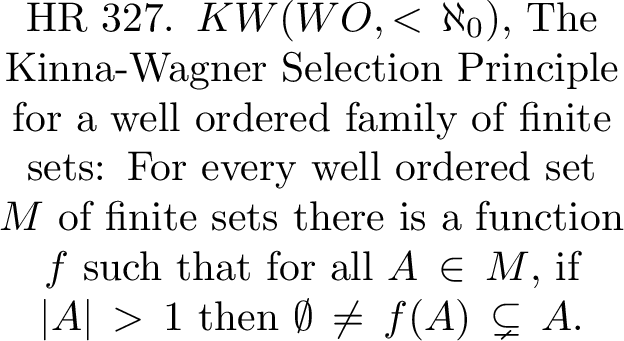 HR 327. KW(WO, < ℵ₀), The
Kinna-Wagner Selection Principle
for a well ordered family of finite
sets: For every well ordered set
M of finite sets there is a function
f such that for all A ∈ M, if
|A| > 1 then ∅ ≠ f(A) ⊊ A.